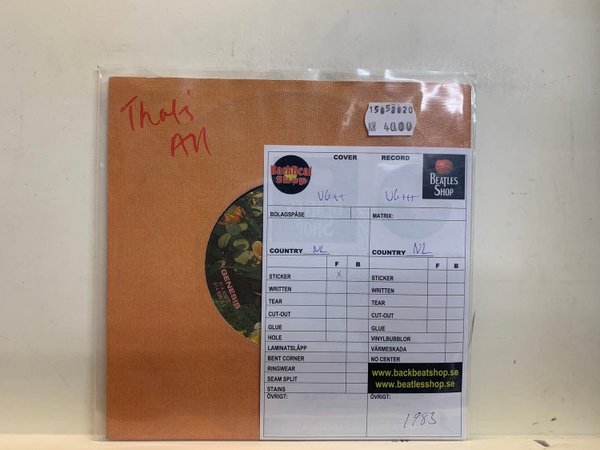 That's
All
15052020
40.00
COVER
RECORD
BackBeat
Shop
BEATLES
SHOP
VG++
VG++
BOLAGSPÅSE
MATRIX:
COUNTRY NL
COUNTRY NL
F B
F B
STICKER X
STICKER
WRITTEN
WRITTEN
TEAR
TEAR
CUT-OUT
CUT-OUT
GLUE
GLUE
HOLE
VINYLBUBBLOR
LAMINATSLÄPP
VÄRMESKADA
BENT CORNER
NO CENTER
RINGWEAR
SEAM SPLIT
STAINS
www.backbeatshop.se
www.beatlesshop.se
ÖVRIGT:
ÖVRIGT:
1983
GENESIS